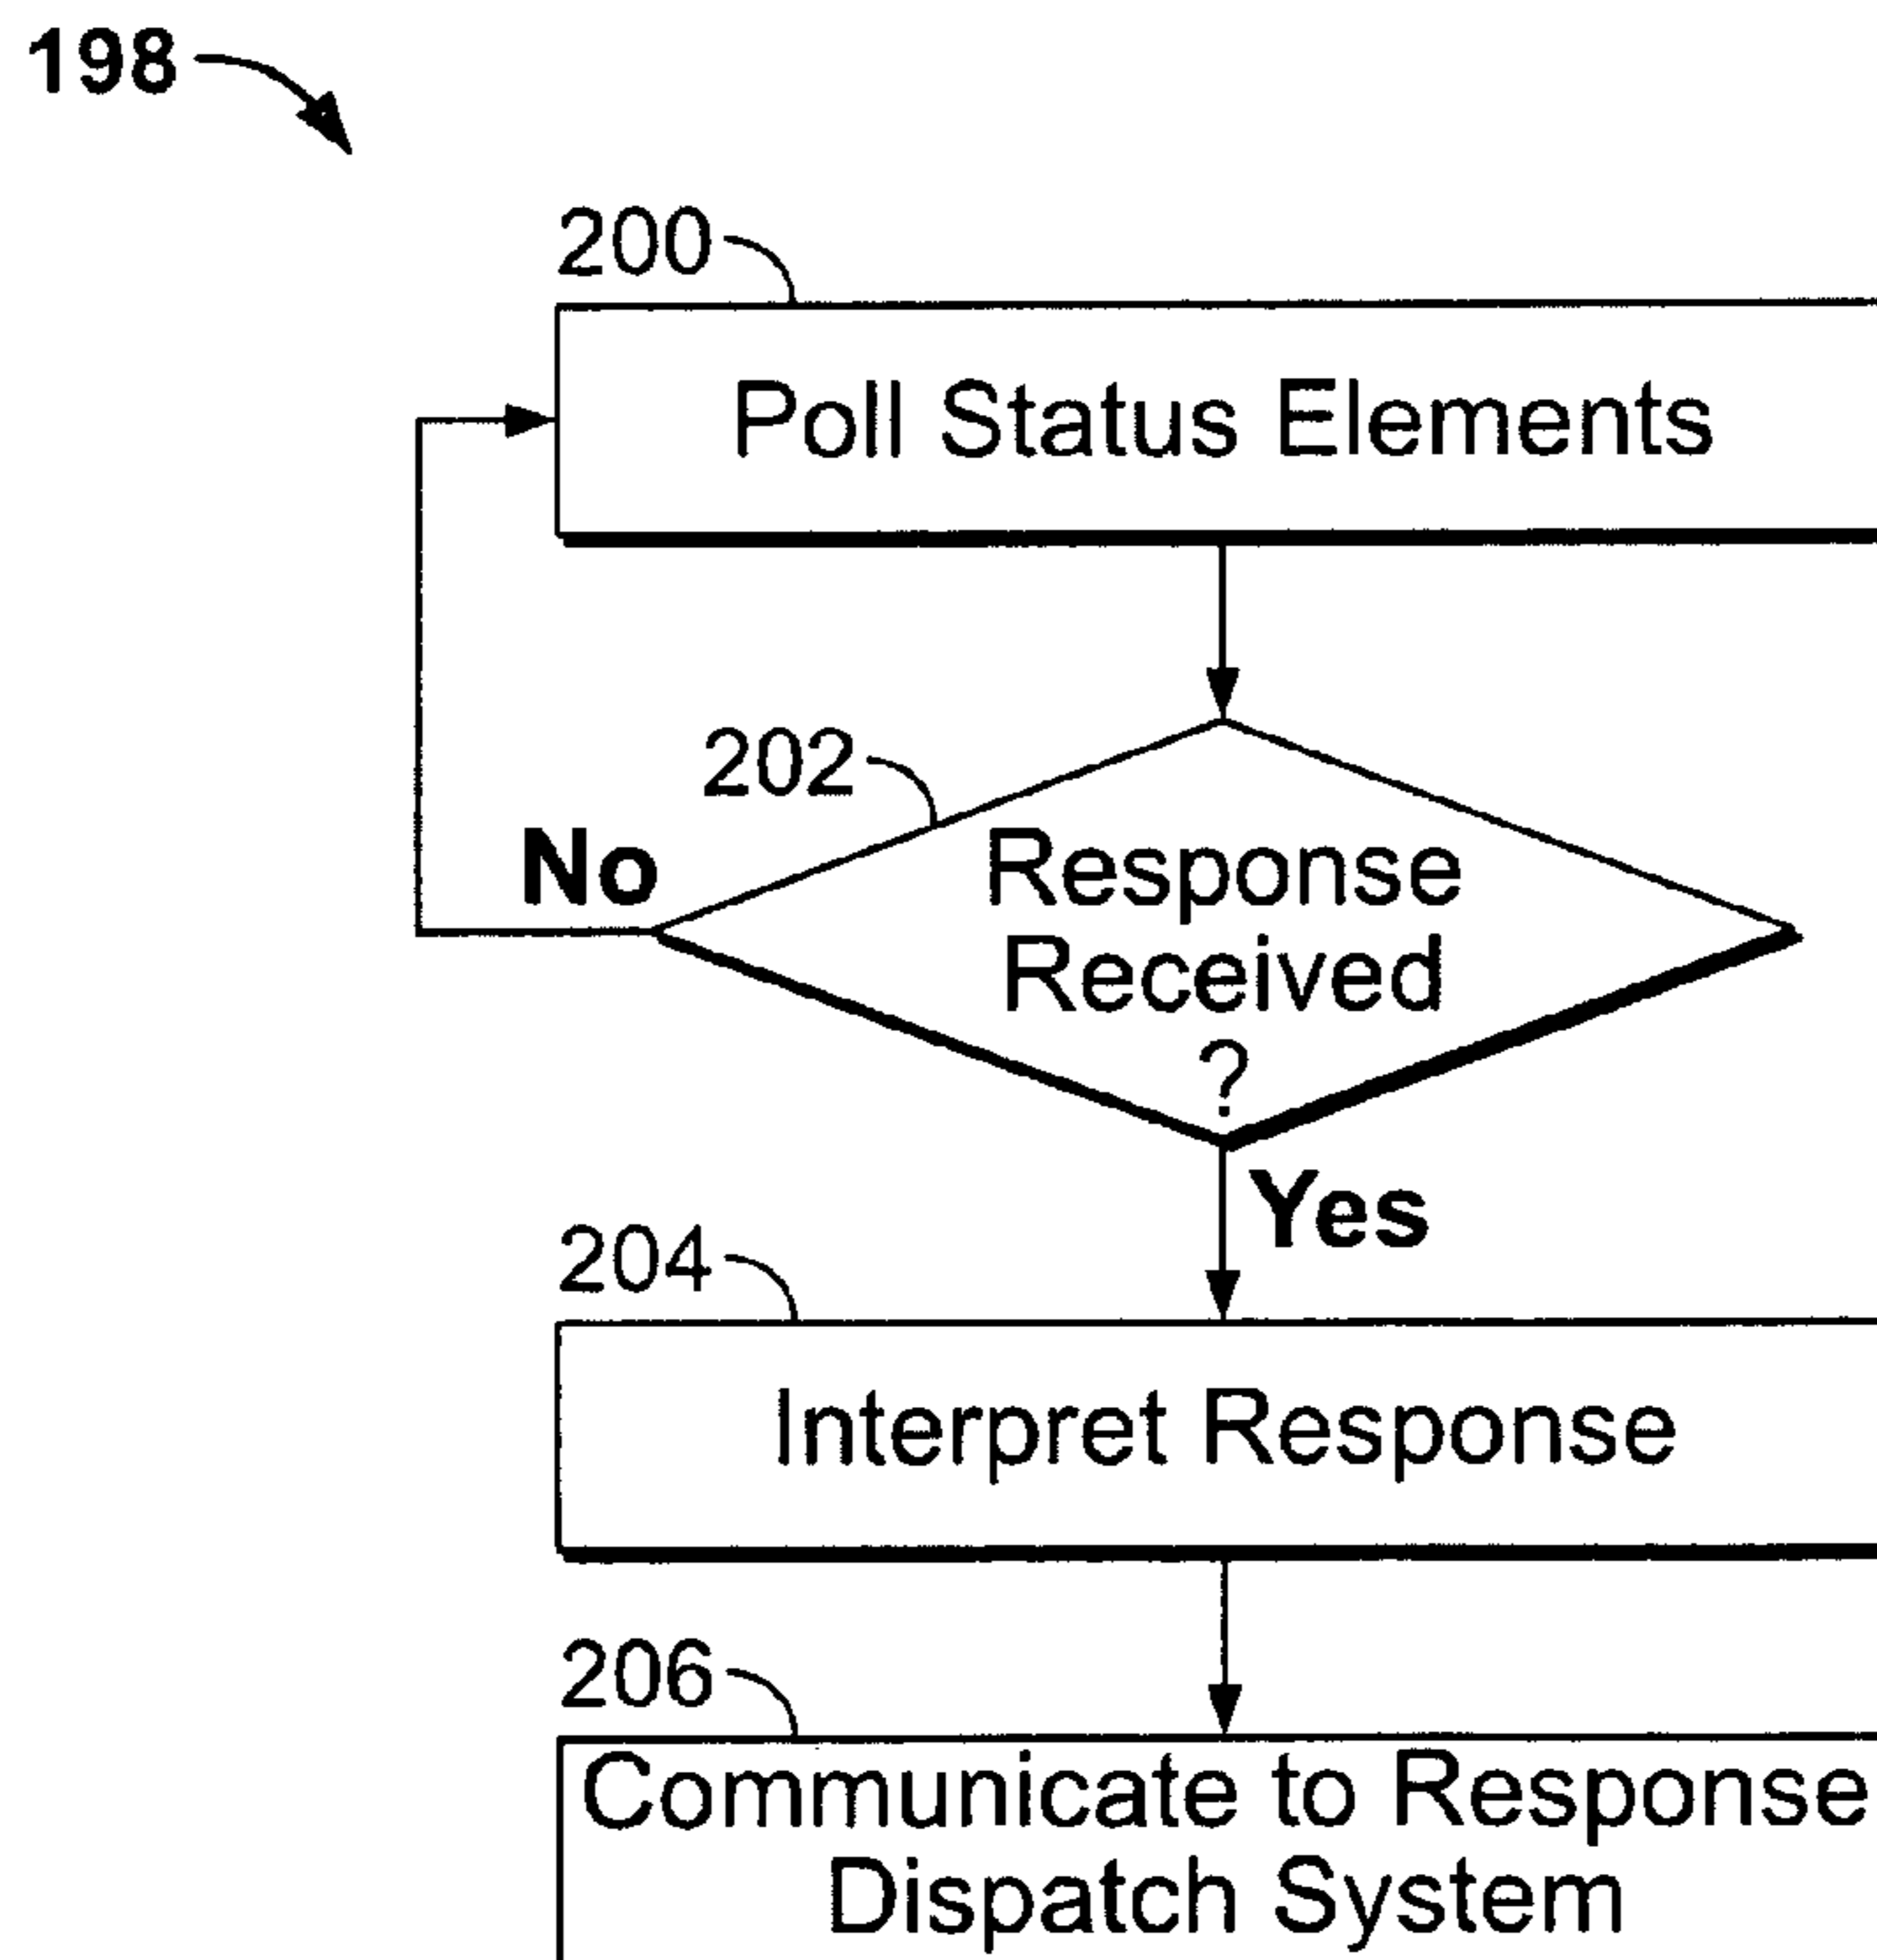 198
200
Poll Status Elements
202
No
Response
Received
?
Yes
204
Interpret Response
206
Communicate to Response
Dispatch System